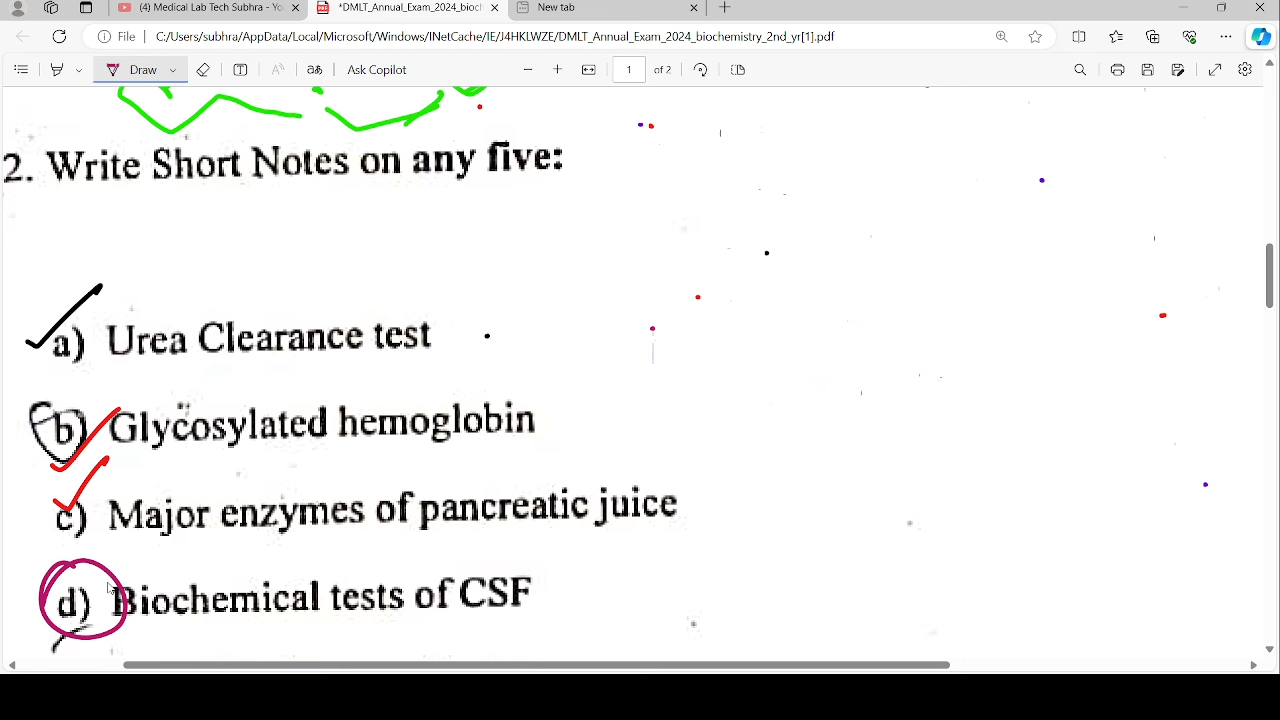 (4) Medical Lab Tech Subhra - Yo
*DMLT_Annual_Exam_2024_bioch
New tab
File C:/Users/subhra/AppData/Local/Microsoft/Windows/INetCache/IE/J4HKLWZE/DMLT_Annual_Exam_2024_biochemistry_2nd_yr[1].pdf
Draw
Ask Copilot
1 of 2
2. Write Short Notes on any five:
a) Urea Clearance test
b) Glycosylated hemoglobin
c) Major enzymes of pancreatic juice
d) Biochemical tests of CSF